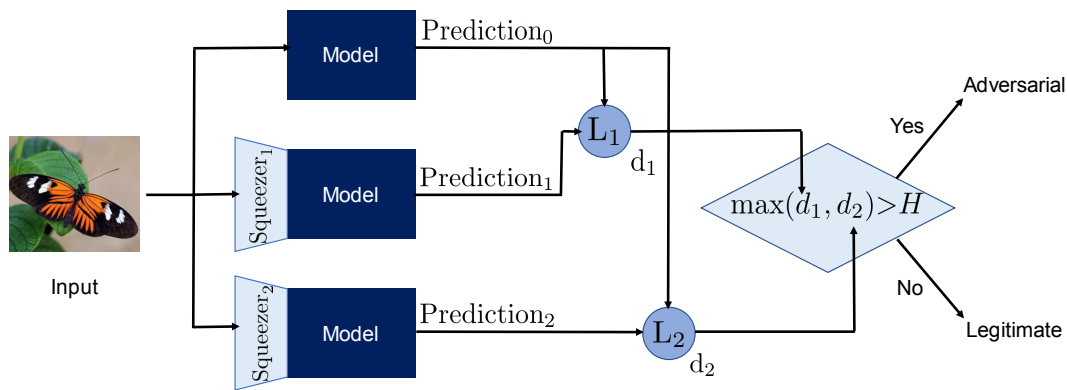 Model
Prediction₀
Adversarial
L₁
Yes
Squeezer₁
Model
Prediction₁
d₁
max(d₁, d₂)>H
Input
No
Squeezer₂
Model
Prediction₂
L₂
Legitimate
d₂